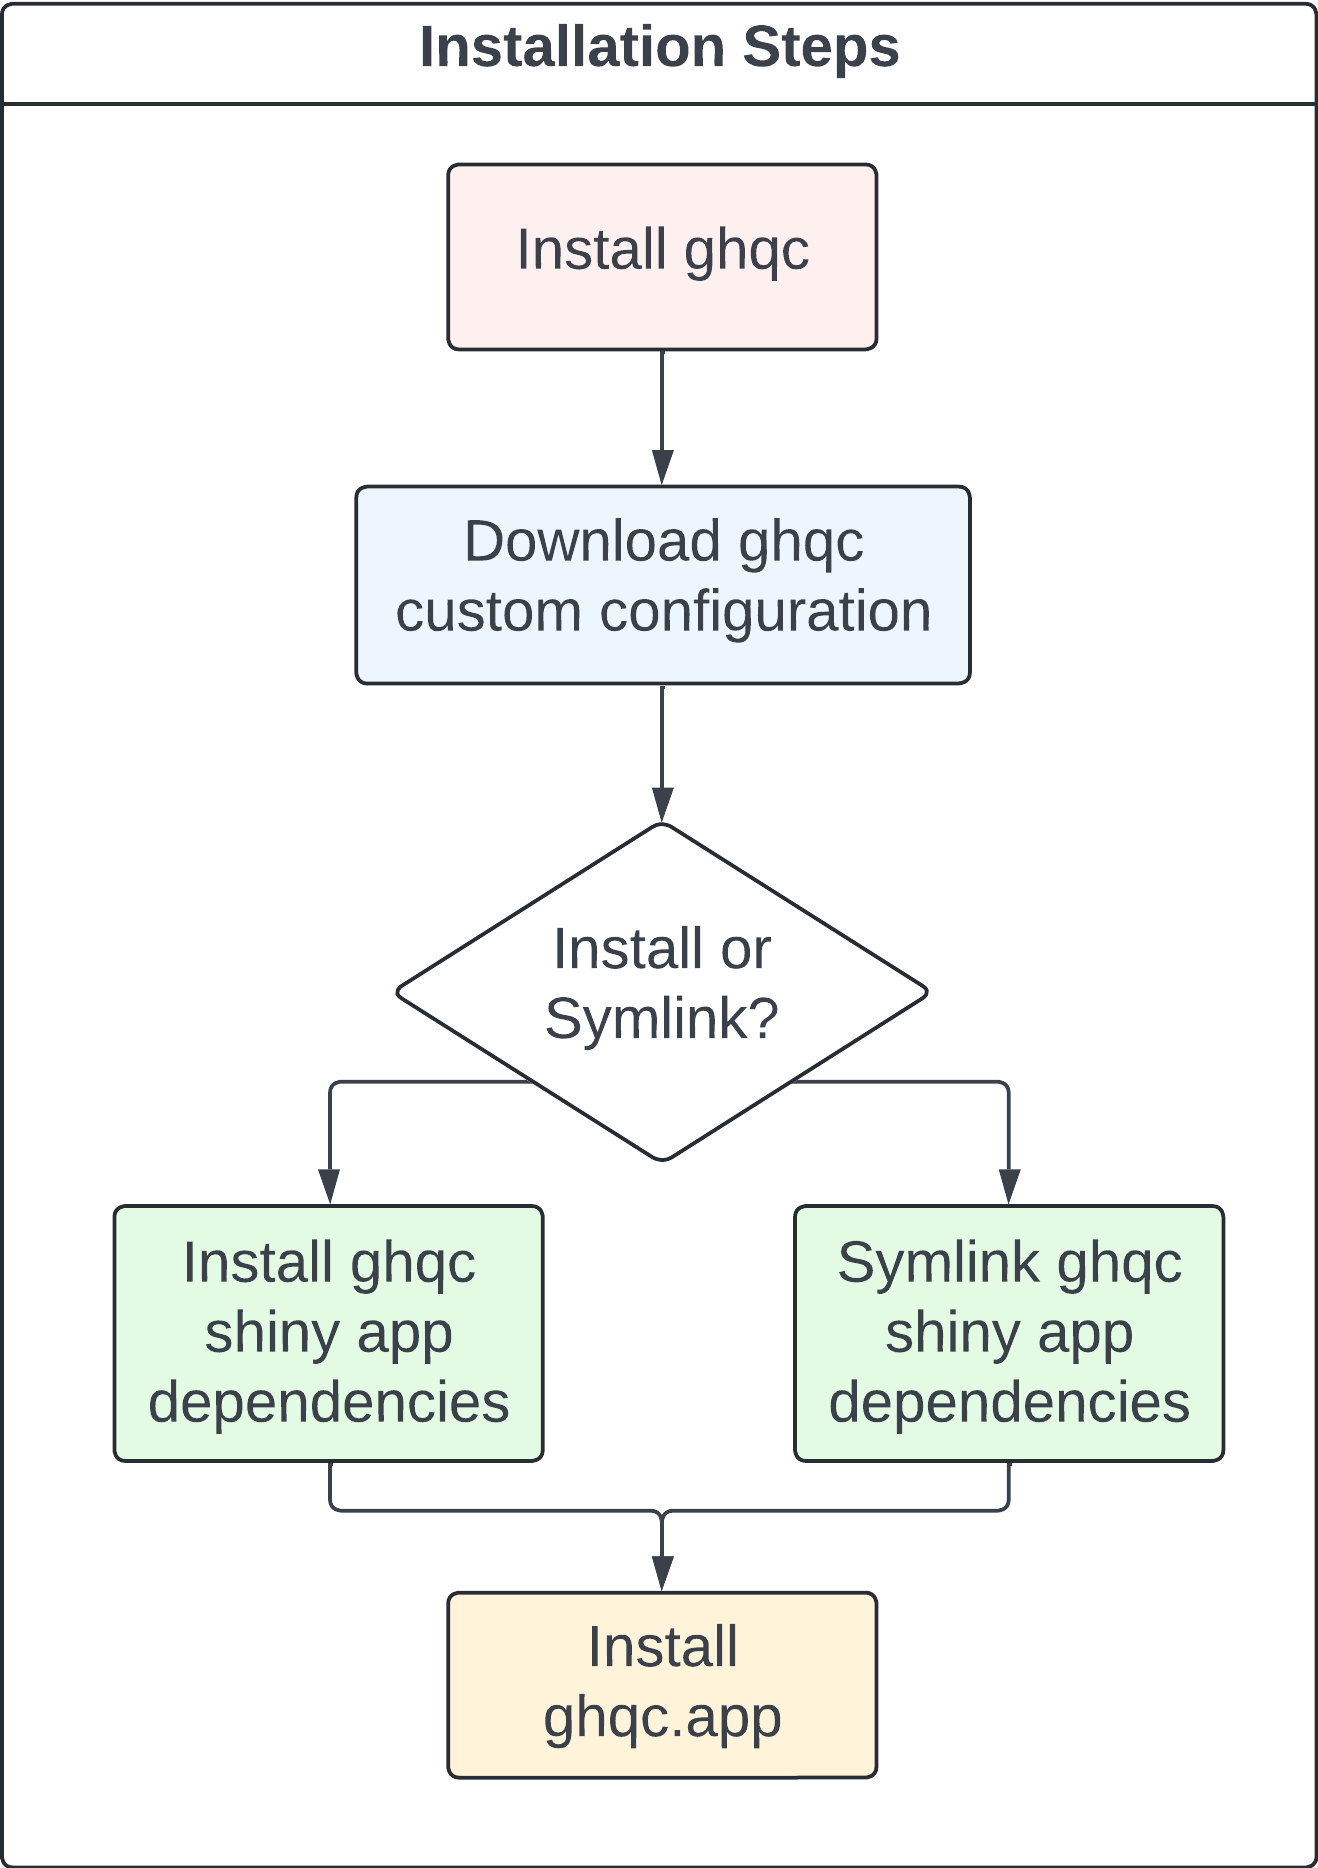 Installation Steps
Install ghqc
Download ghqc
custom configuration
Install or
Symlink?
Install ghqc
shiny app
dependencies
Symlink ghqc
shiny app
dependencies
Install
ghqc.app